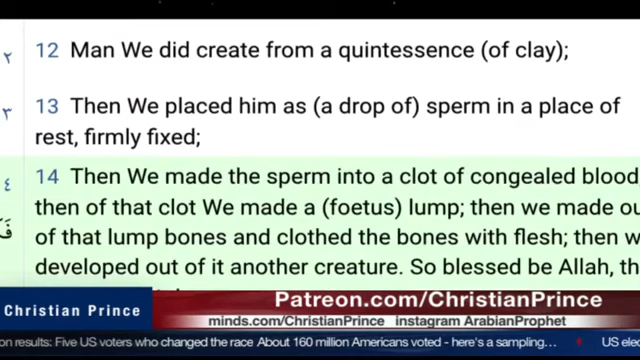 ٢ 12 Man We did create from a quintessence (of clay);
٣ 13 Then We placed him as (a drop of) sperm in a place of
rest, firmly fixed;
٤ 14 Then We made the sperm into a clot of congealed blood
then of that clot We made a (foetus) lump; then we made ou
of that lump bones and clothed the bones with flesh; then w
developed out of it another creature. So blessed be Allah, th
Christian Prince
Patreon.com/ChristianPrince
minds.com/ChristianPrince instagram ArabianProphet
on results: Five US voters who changed the race About 160 million Americans voted - here's a sampling... US elec